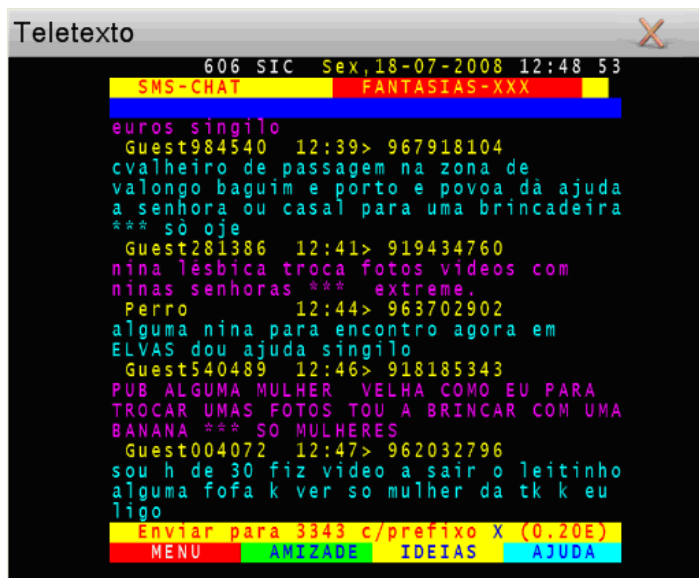 Teletexto
606 SIC Sex,18-07-2008 12:48 53
SMS-CHAT FANTASIAS-XXX
euros singilo
Guest984540 12:39> 967918104
cvalheiro de passagem na zona de
valongo baguim e porto e povoa dà ajuda
a senhora ou casal para uma brincadeira
*** sò oje
Guest281386 12:41> 919434760
nina lèsbica troca fotos vìdeos com
ninas senhoras *** extreme.
Perro 12:44> 963702902
alguma nina para encontro agora em
ELVAS dou ajuda singilo
Guest540489 12:46> 918185343
PUB ALGUMA MULHER VELHA COMO EU PARA
TROCAR UMAS FOTOS TOU A BRINCAR COM UMA
BANANA *** SO MULHERES
Guest004072 12:47> 962032796
sou h de 30 fiz video a sair o leitinho
alguma fofa k ver so mulher da tk k eu
ligo
Enviar para 3343 c/prefixo X (0.20E)
MENU AMIZADE IDEIAS AJUDA